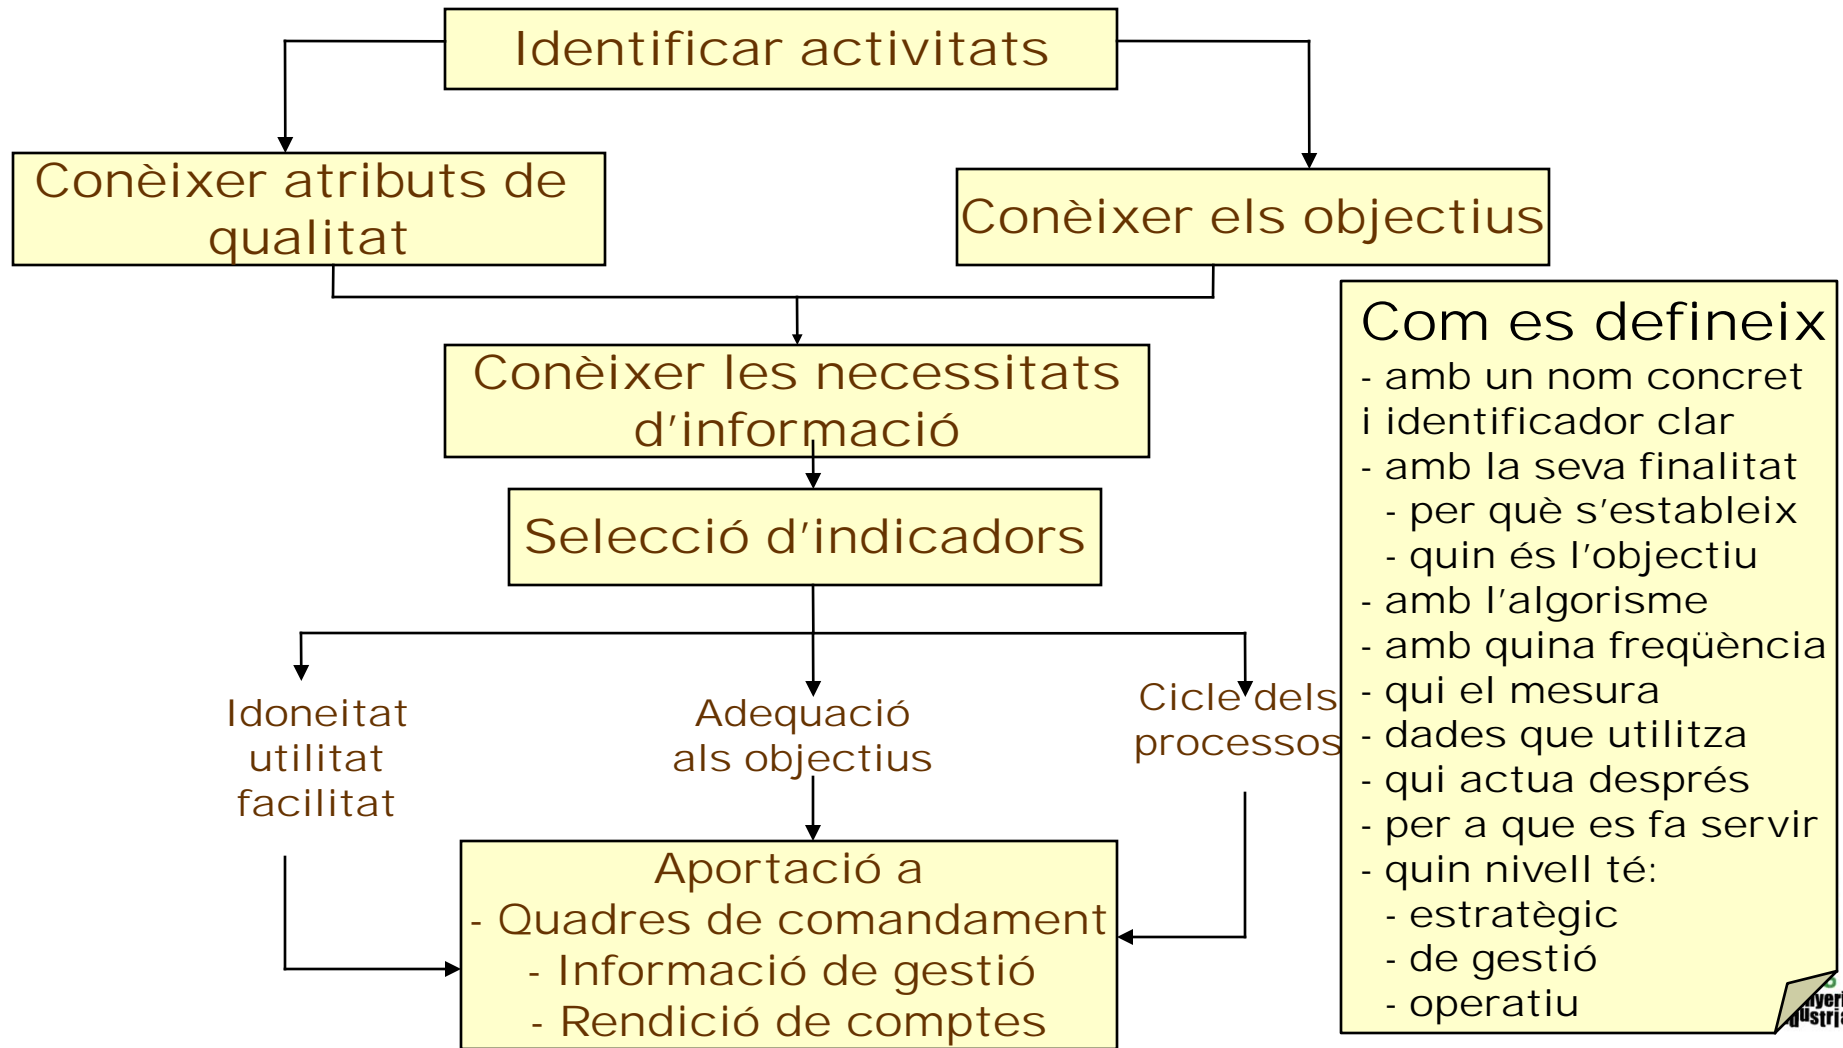 Identificar activitats
Conèixer atributs de
qualitat
Conèixer els objectius
Conèixer les necessitats
d'informació
Selecció d'indicadors
Idoneitat
utilitat
facilitat
Adequació
als objectius
Cicle dels
processos
Aportació a
- Quadres de comandament
- Informació de gestió
- Rendició de comptes
Com es defineix
- amb un nom concret
i identificador clar
- amb la seva finalitat
- per què s'estableix
- quin és l'objectiu
- amb l'algorisme
- amb quina freqüència
- qui el mesura
- dades que utilitza
- qui actua després
- per a que es fa servir
- quin nivell té:
- estratègic
- de gestió
- operatiu